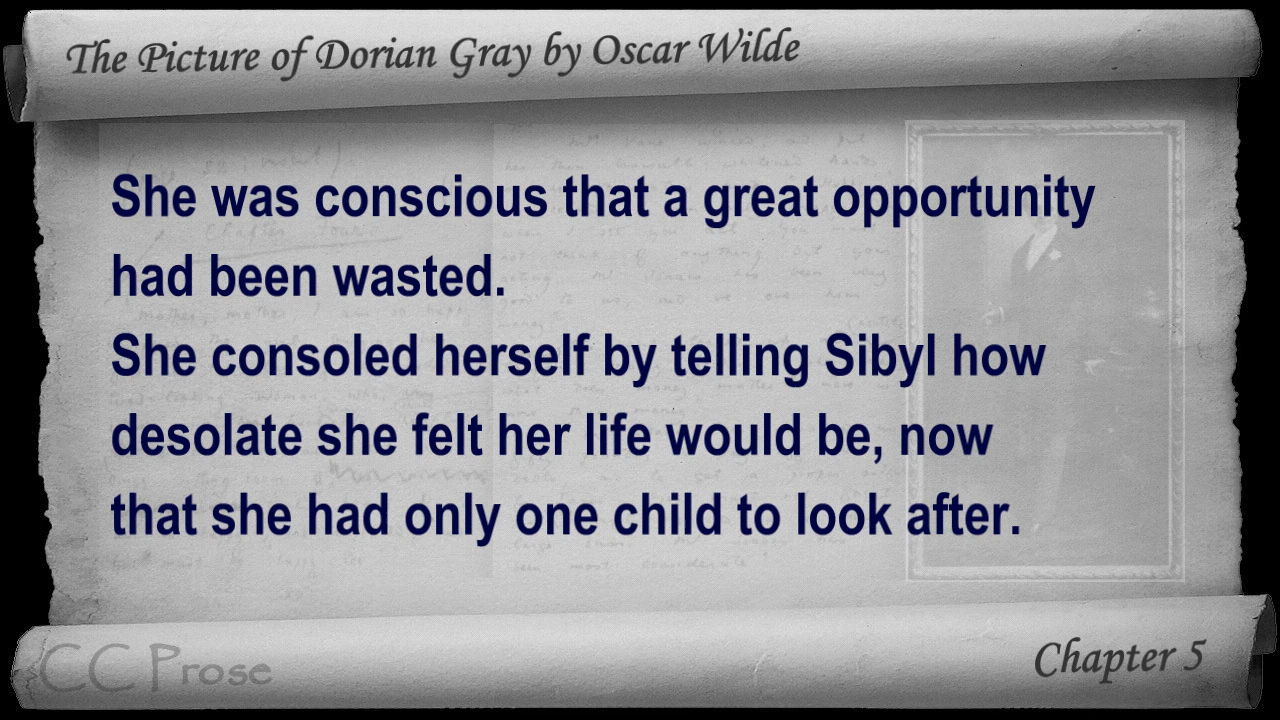 The Picture of Dorian Gray by Oscar Wilde
She was conscious that a great opportunity
had been wasted.
She consoled herself by telling Sibyl how
desolate she felt her life would be, now
that she had only one child to look after.
CC Prose
Chapter 5